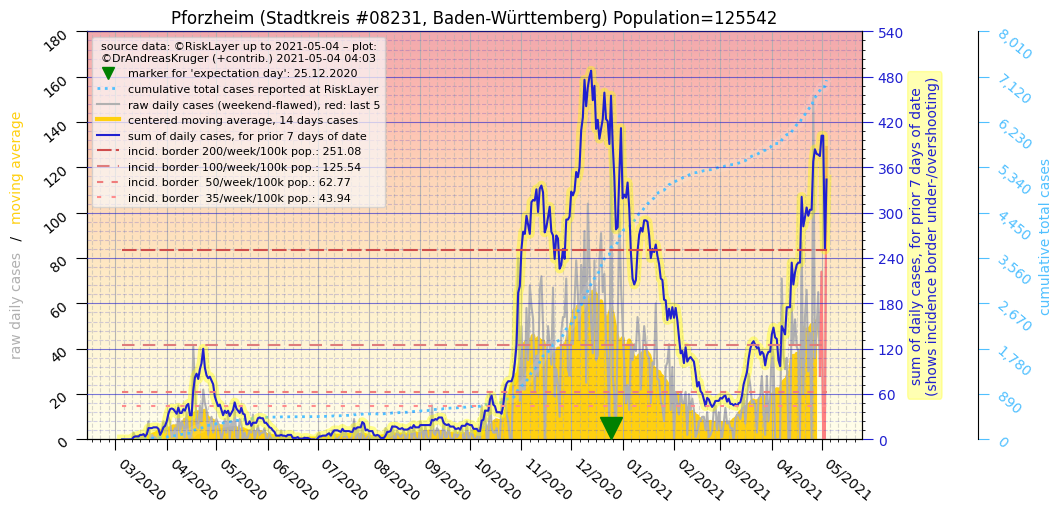 Pforzheim (Stadtkreis #08231, Baden-Württemberg) Population=125542
source data: ©RiskLayer up to 2021-05-04 – plot:
©DrAndreasKruger (+contrib.) 2021-05-04 04:03
marker for 'expectation day': 25.12.2020
cumulative total cases reported at RiskLayer
raw daily cases (weekend-flawed), red: last 5
centered moving average, 14 days cases
sum of daily cases, for prior 7 days of date
incid. border 200/week/100k pop.: 251.08
incid. border 100/week/100k pop.: 125.54
incid. border  50/week/100k pop.: 62.77
incid. border  35/week/100k pop.: 43.94
raw daily cases  /  moving average
180
160
140
120
100
80
60
40
20
0
03/2020
04/2020
05/2020
06/2020
07/2020
08/2020
09/2020
10/2020
11/2020
12/2020
01/2021
02/2021
03/2021
04/2021
05/2021
540
480
420
360
300
240
180
120
60
0
sum of daily cases, for prior 7 days of date
(shows incidence border under-/overshooting)
8,010
7,120
6,230
5,340
4,450
3,560
2,670
1,780
890
0
cumulative total cases